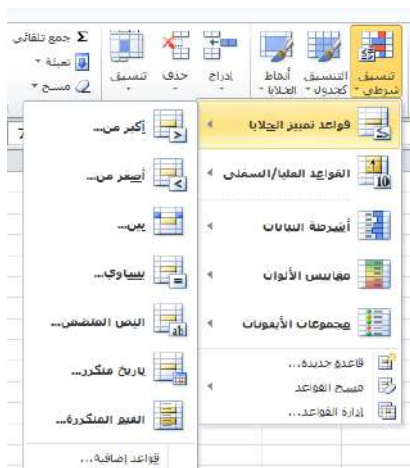 تنسيق شرطي
التنسيق كجدول
أنماط الخلايا
إدراج
حذف
تنسيق
Σ جمع تلقائي
تعبئة
مسح
قواعد تمييز الخلايا
القواعد العليا/السفلى
أشرطة البيانات
مقاييس الألوان
مجموعات الأيقونات
قاعدة جديدة...
مسح القواعد
إدارة القواعد...
أكبر من...
أصغر من...
بين...
يساوي...
النص المتضمن...
تاريخ متكرر...
القيم المتكررة...
قواعد إضافية...